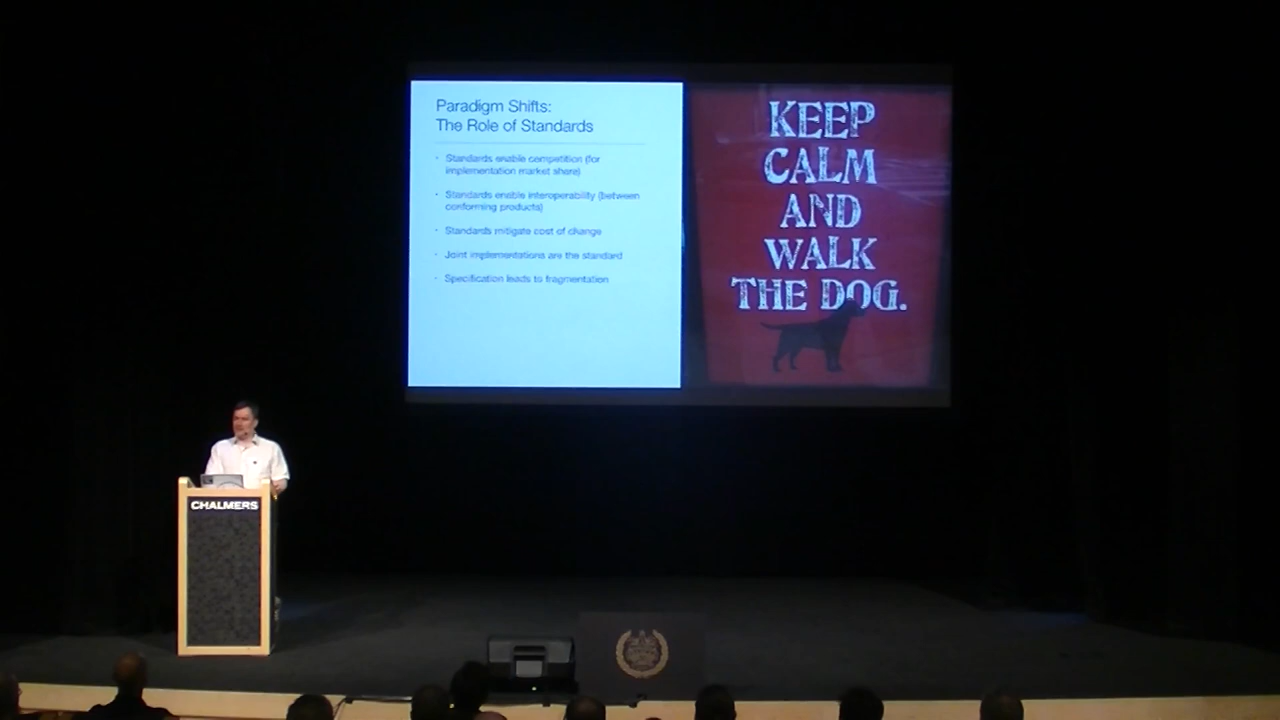 Paradigm Shifts:
The Role of Standards
• Standards enable competition (for
implementation market share)
• Standards enable interoperability (between
conforming products)
• Standards mitigate cost of change
• Joint implementations are the standard
• Specification leads to fragmentation
KEEP
CALM
AND
WALK
THE DOG.
CHALMERS